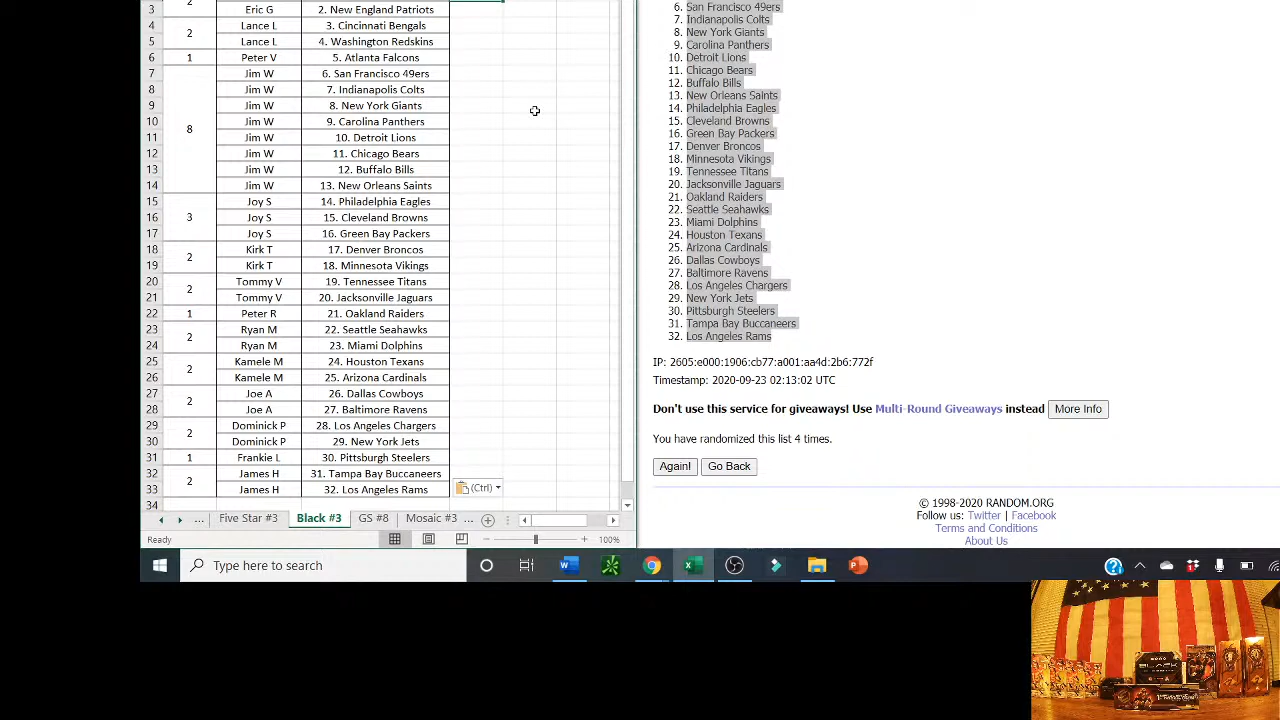 2
3 Eric G 2. New England Patriots
4 Lance L 3. Cincinnati Bengals
2
5 Lance L 4. Washington Redskins
6 1 Peter V 5. Atlanta Falcons
7 Jim W 6. San Francisco 49ers
8 Jim W 7. Indianapolis Colts
9 Jim W 8. New York Giants
10 Jim W 9. Carolina Panthers
8
11 Jim W 10. Detroit Lions
12 Jim W 11. Chicago Bears
13 Jim W 12. Buffalo Bills
14 Jim W 13. New Orleans Saints
15 Joy S 14. Philadelphia Eagles
16 3 Joy S 15. Cleveland Browns
17 Joy S 16. Green Bay Packers
18 Kirk T 17. Denver Broncos
2
19 Kirk T 18. Minnesota Vikings
20 Tommy V 19. Tennessee Titans
2
21 Tommy V 20. Jacksonville Jaguars
22 1 Peter R 21. Oakland Raiders
23 Ryan M 22. Seattle Seahawks
2
24 Ryan M 23. Miami Dolphins
25 Kamele M 24. Houston Texans
2
26 Kamele M 25. Arizona Cardinals
27 Joe A 26. Dallas Cowboys
2
28 Joe A 27. Baltimore Ravens
29 Dominick P 28. Los Angeles Chargers
2
30 Dominick P 29. New York Jets
31 1 Frankie L 30. Pittsburgh Steelers
32 James H 31. Tampa Bay Buccaneers
2
33 James H 32. Los Angeles Rams
(Ctrl)
34
... Five Star #3 Black #3 GS #8 Mosaic #3 ...
Ready 100%
6. San Francisco 49ers
7. Indianapolis Colts
8. New York Giants
9. Carolina Panthers
10. Detroit Lions
11. Chicago Bears
12. Buffalo Bills
13. New Orleans Saints
14. Philadelphia Eagles
15. Cleveland Browns
16. Green Bay Packers
17. Denver Broncos
18. Minnesota Vikings
19. Tennessee Titans
20. Jacksonville Jaguars
21. Oakland Raiders
22. Seattle Seahawks
23. Miami Dolphins
24. Houston Texans
25. Arizona Cardinals
26. Dallas Cowboys
27. Baltimore Ravens
28. Los Angeles Chargers
29. New York Jets
30. Pittsburgh Steelers
31. Tampa Bay Buccaneers
32. Los Angeles Rams
IP: 2605:e000:1906:cb77:a001:aa4d:2b6:772f
Timestamp: 2020-09-23 02:13:02 UTC
Don't use this service for giveaways! Use Multi-Round Giveaways instead More Info
You have randomized this list 4 times.
Again! Go Back
© 1998-2020 RANDOM.ORG
Follow us: Twitter | Facebook
Terms and Conditions
About Us
Type here to search
BLACK